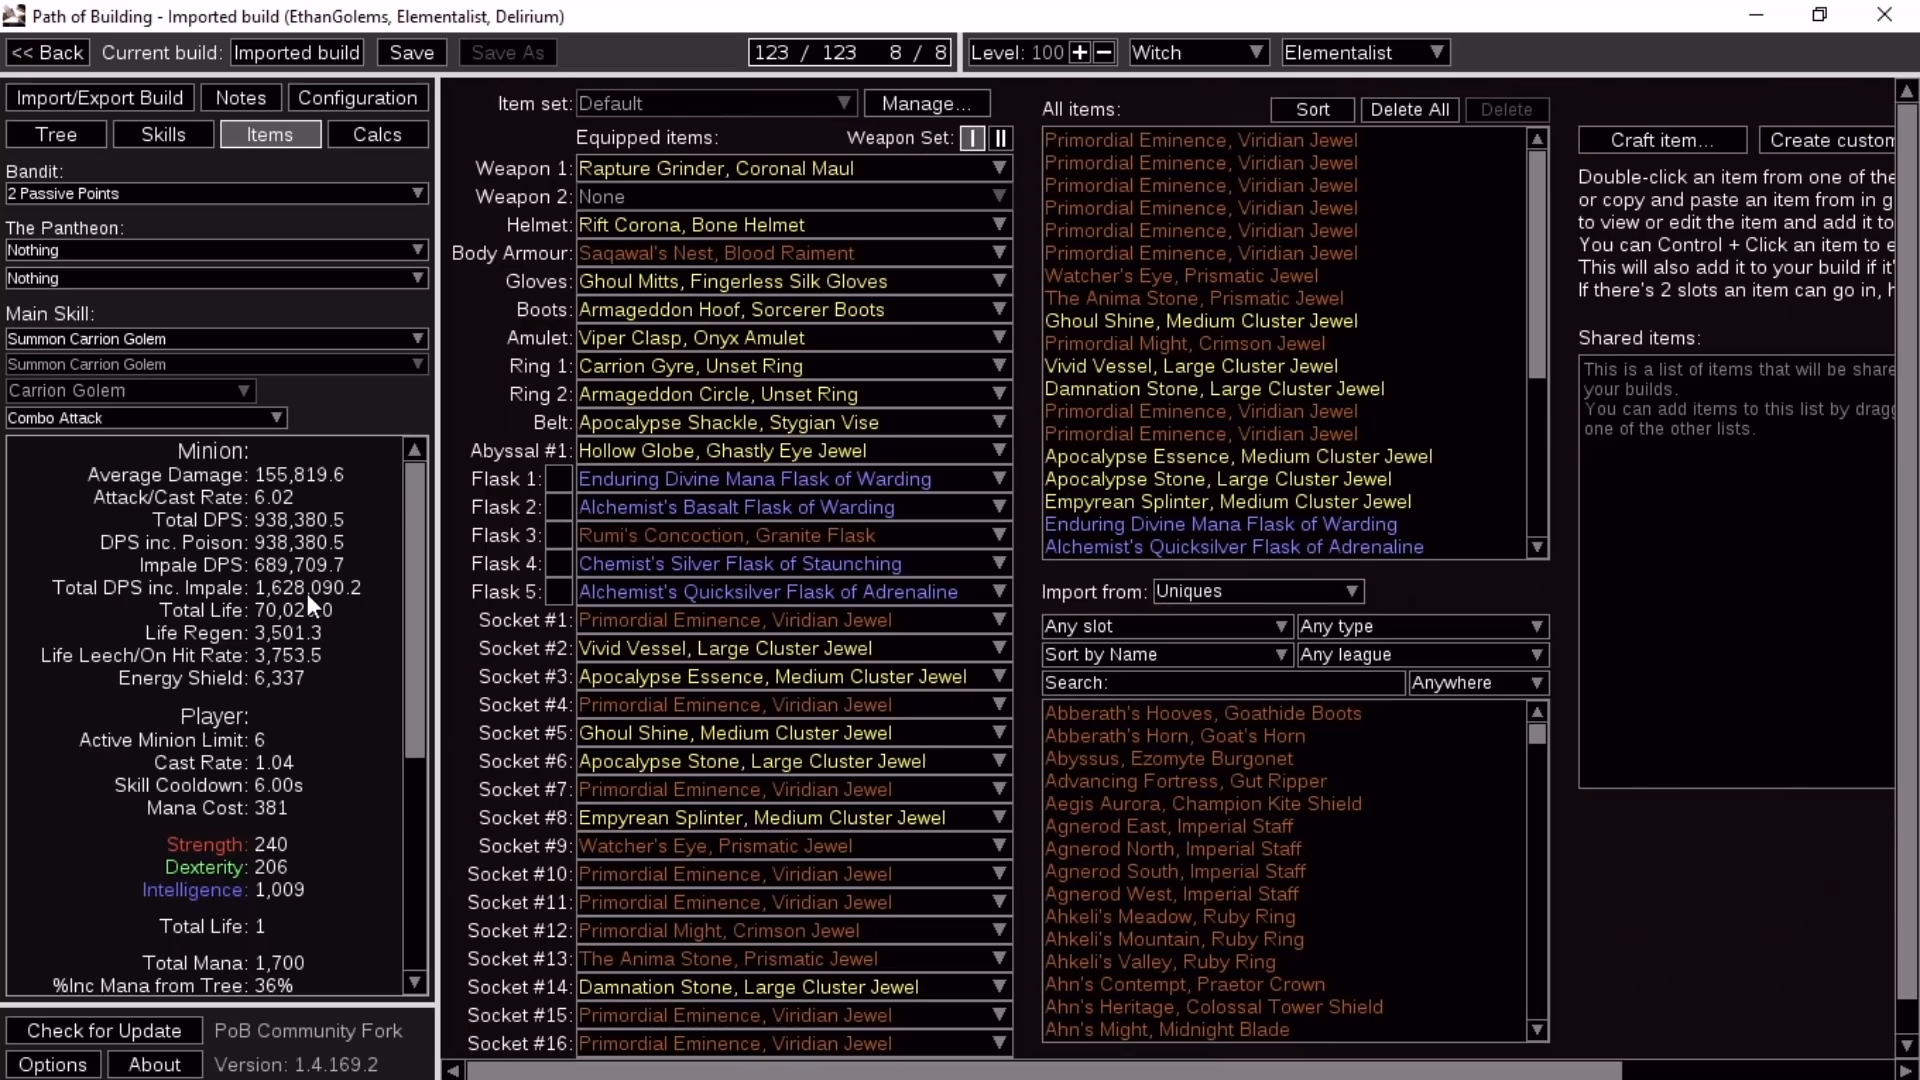 Path of Building - Imported build (EthanGolems, Elementalist, Delirium)
<< Back
Current build:
Imported build
Save
Save As
123 / 123 8 / 8
Level: 100
+
Witch
Elementalist
Import/Export Build
Notes
Configuration
Tree
Skills
Items
Calcs
Bandit:
2 Passive Points
The Pantheon:
Nothing
Nothing
Main Skill:
Summon Carrion Golem
Summon Carrion Golem
Carrion Golem
Combo Attack
Minion:
Average Damage: 155,819.6
Attack/Cast Rate: 6.02
Total DPS: 938,380.5
DPS inc. Poison: 938,380.5
Impale DPS: 689,709.7
Total DPS inc. Impale: 1,628,090.2
Total Life:
Life Regen: 3,501.3
Life Leech/On Hit Rate: 3,753.5
Energy Shield: 6,337
Player:
Active Minion Limit: 6
Cast Rate: 1.04
Skill Cooldown: 6.00s
Mana Cost: 381
Strength: 240
Dexterity: 206
Intelligence: 1,009
Total Life: 1
Total Mana: 1,700
%Inc Mana from Tree: 36%
Check for Update
PoB Community Fork
Options
About
Version: 1.4.169.2
Item set: Default
Manage...
Equipped items:
Weapon Set: I II
Weapon 1: Rapture Grinder, Coronal Maul
Weapon 2: None
Helmet: Rift Corona, Bone Helmet
Body Armour: Saqawal's Nest, Blood Raiment
Gloves: Ghoul Mitts, Fingerless Silk Gloves
Boots: Armageddon Hoof, Sorcerer Boots
Amulet: Viper Clasp, Onyx Amulet
Ring 1: Carrion Gyre, Unset Ring
Ring 2: Armageddon Circle, Unset Ring
Belt: Apocalypse Shackle, Stygian Vise
Abyssal #1: Hollow Globe, Ghastly Eye Jewel
Flask 1: Enduring Divine Mana Flask of Warding
Flask 2: Alchemist's Basalt Flask of Warding
Flask 3: Rumi's Concoction, Granite Flask
Flask 4: Chemist's Silver Flask of Staunching
Flask 5: Alchemist's Quicksilver Flask of Adrenaline
Socket #1: Primordial Eminence, Viridian Jewel
Socket #2: Vivid Vessel, Large Cluster Jewel
Socket #3: Apocalypse Essence, Medium Cluster Jewel
Socket #4: Primordial Eminence, Viridian Jewel
Socket #5: Ghoul Shine, Medium Cluster Jewel
Socket #6: Apocalypse Stone, Large Cluster Jewel
Socket #7: Primordial Eminence, Viridian Jewel
Socket #8: Empyrean Splinter, Medium Cluster Jewel
Socket #9: Watcher's Eye, Prismatic Jewel
Socket #10: Primordial Eminence, Viridian Jewel
Socket #11: Primordial Eminence, Viridian Jewel
Socket #12: Primordial Might, Crimson Jewel
Socket #13: The Anima Stone, Prismatic Jewel
Socket #14: Damnation Stone, Large Cluster Jewel
Socket #15: Primordial Eminence, Viridian Jewel
Socket #16: Primordial Eminence, Viridian Jewel
All items:
Sort
Delete All
Delete
Primordial Eminence, Viridian Jewel
Primordial Eminence, Viridian Jewel
Primordial Eminence, Viridian Jewel
Primordial Eminence, Viridian Jewel
Primordial Eminence, Viridian Jewel
Primordial Eminence, Viridian Jewel
Watcher's Eye, Prismatic Jewel
The Anima Stone, Prismatic Jewel
Ghoul Shine, Medium Cluster Jewel
Primordial Might, Crimson Jewel
Vivid Vessel, Large Cluster Jewel
Damnation Stone, Large Cluster Jewel
Primordial Eminence, Viridian Jewel
Primordial Eminence, Viridian Jewel
Apocalypse Essence, Medium Cluster Jewel
Apocalypse Stone, Large Cluster Jewel
Empyrean Splinter, Medium Cluster Jewel
Enduring Divine Mana Flask of Warding
Alchemist's Quicksilver Flask of Adrenaline
Import from: Uniques
Any slot
Any type
Sort by Name
Any league
Search:
Anywhere
Abberath's Hooves, Goathide Boots
Abberath's Horn, Goat's Horn
Abyssus, Ezomyte Burgonet
Advancing Fortress, Gut Ripper
Aegis Aurora, Champion Kite Shield
Agnerod East, Imperial Staff
Agnerod North, Imperial Staff
Agnerod South, Imperial Staff
Agnerod West, Imperial Staff
Ahkeli's Meadow, Ruby Ring
Ahkeli's Mountain, Ruby Ring
Ahkeli's Valley, Ruby Ring
Ahn's Contempt, Praetor Crown
Ahn's Heritage, Colossal Tower Shield
Ahn's Might, Midnight Blade
Craft item...
Create custom
Double-click an item from one of the
or copy and paste an item from in g
to view or edit the item and add it to
You can Control + Click an item to e
This will also add it to your build if it'
If there's 2 slots an item can go in, h
Shared items:
This is a list of items that will be share
your builds.
You can add items to this list by drag
one of the other lists.